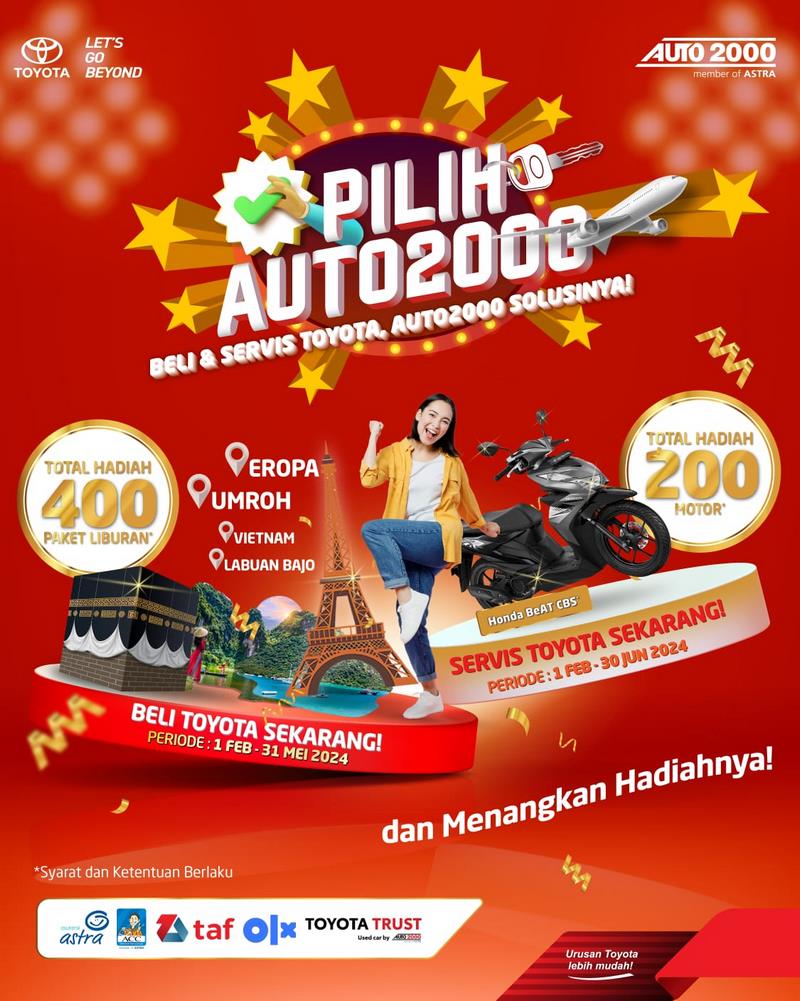 TOYOTA
LET'S
GO
BEYOND
AUTO 2000
member of ASTRA
PILIH
AUTO2000
BELI & SERVIS TOYOTA, AUTO2000 SOLUSINYA!
TOTAL HADIAH
400
PAKET LIBURAN*
EROPA
UMROH
VIETNAM
LABUAN BAJO
TOTAL HADIAH
200
MOTOR*
Honda BeAT CBS*
SERVIS TOYOTA SEKARANG!
PERIODE : 1 FEB - 30 JUN 2024
BELI TOYOTA SEKARANG!
PERIODE : 1 FEB - 31 MEI 2024
dan Menangkan Hadiahnya!
*Syarat dan Ketentuan Berlaku
astra
ACC
taf
olx
TOYOTA TRUST
Used car by AUTO 2000
Urusan Toyota
lebih mudah!